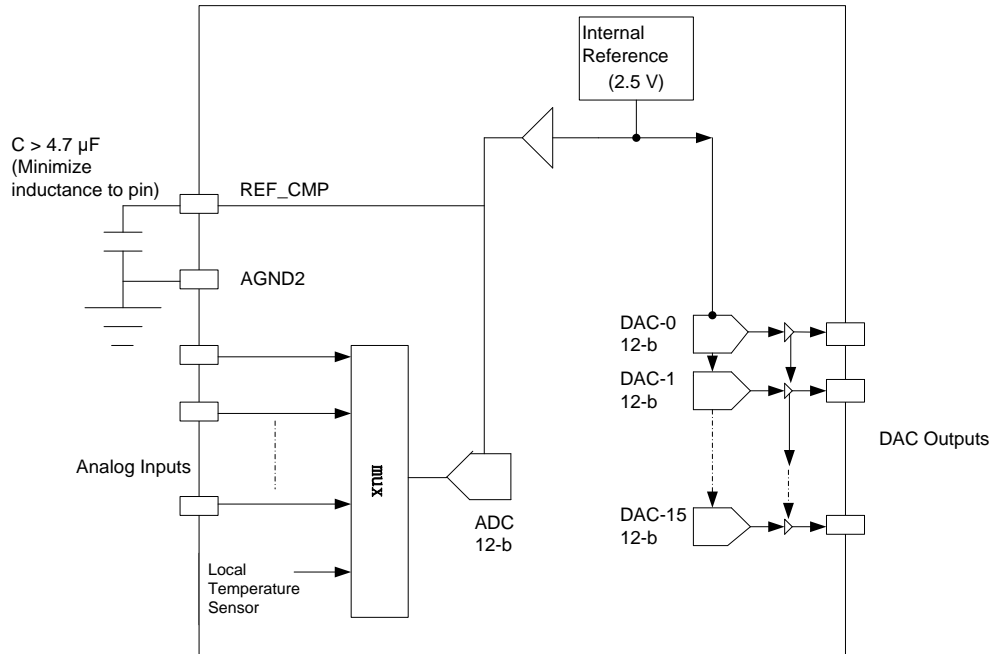 Internal
Reference
(2.5 V)
C > 4.7 µF
(Minimize
inductance to pin)
REF_CMP
AGND2
DAC-0
12-b
DAC-1
12-b
DAC Outputs
Analog Inputs
mux
ADC
12-b
DAC-15
12-b
Local
Temperature
Sensor